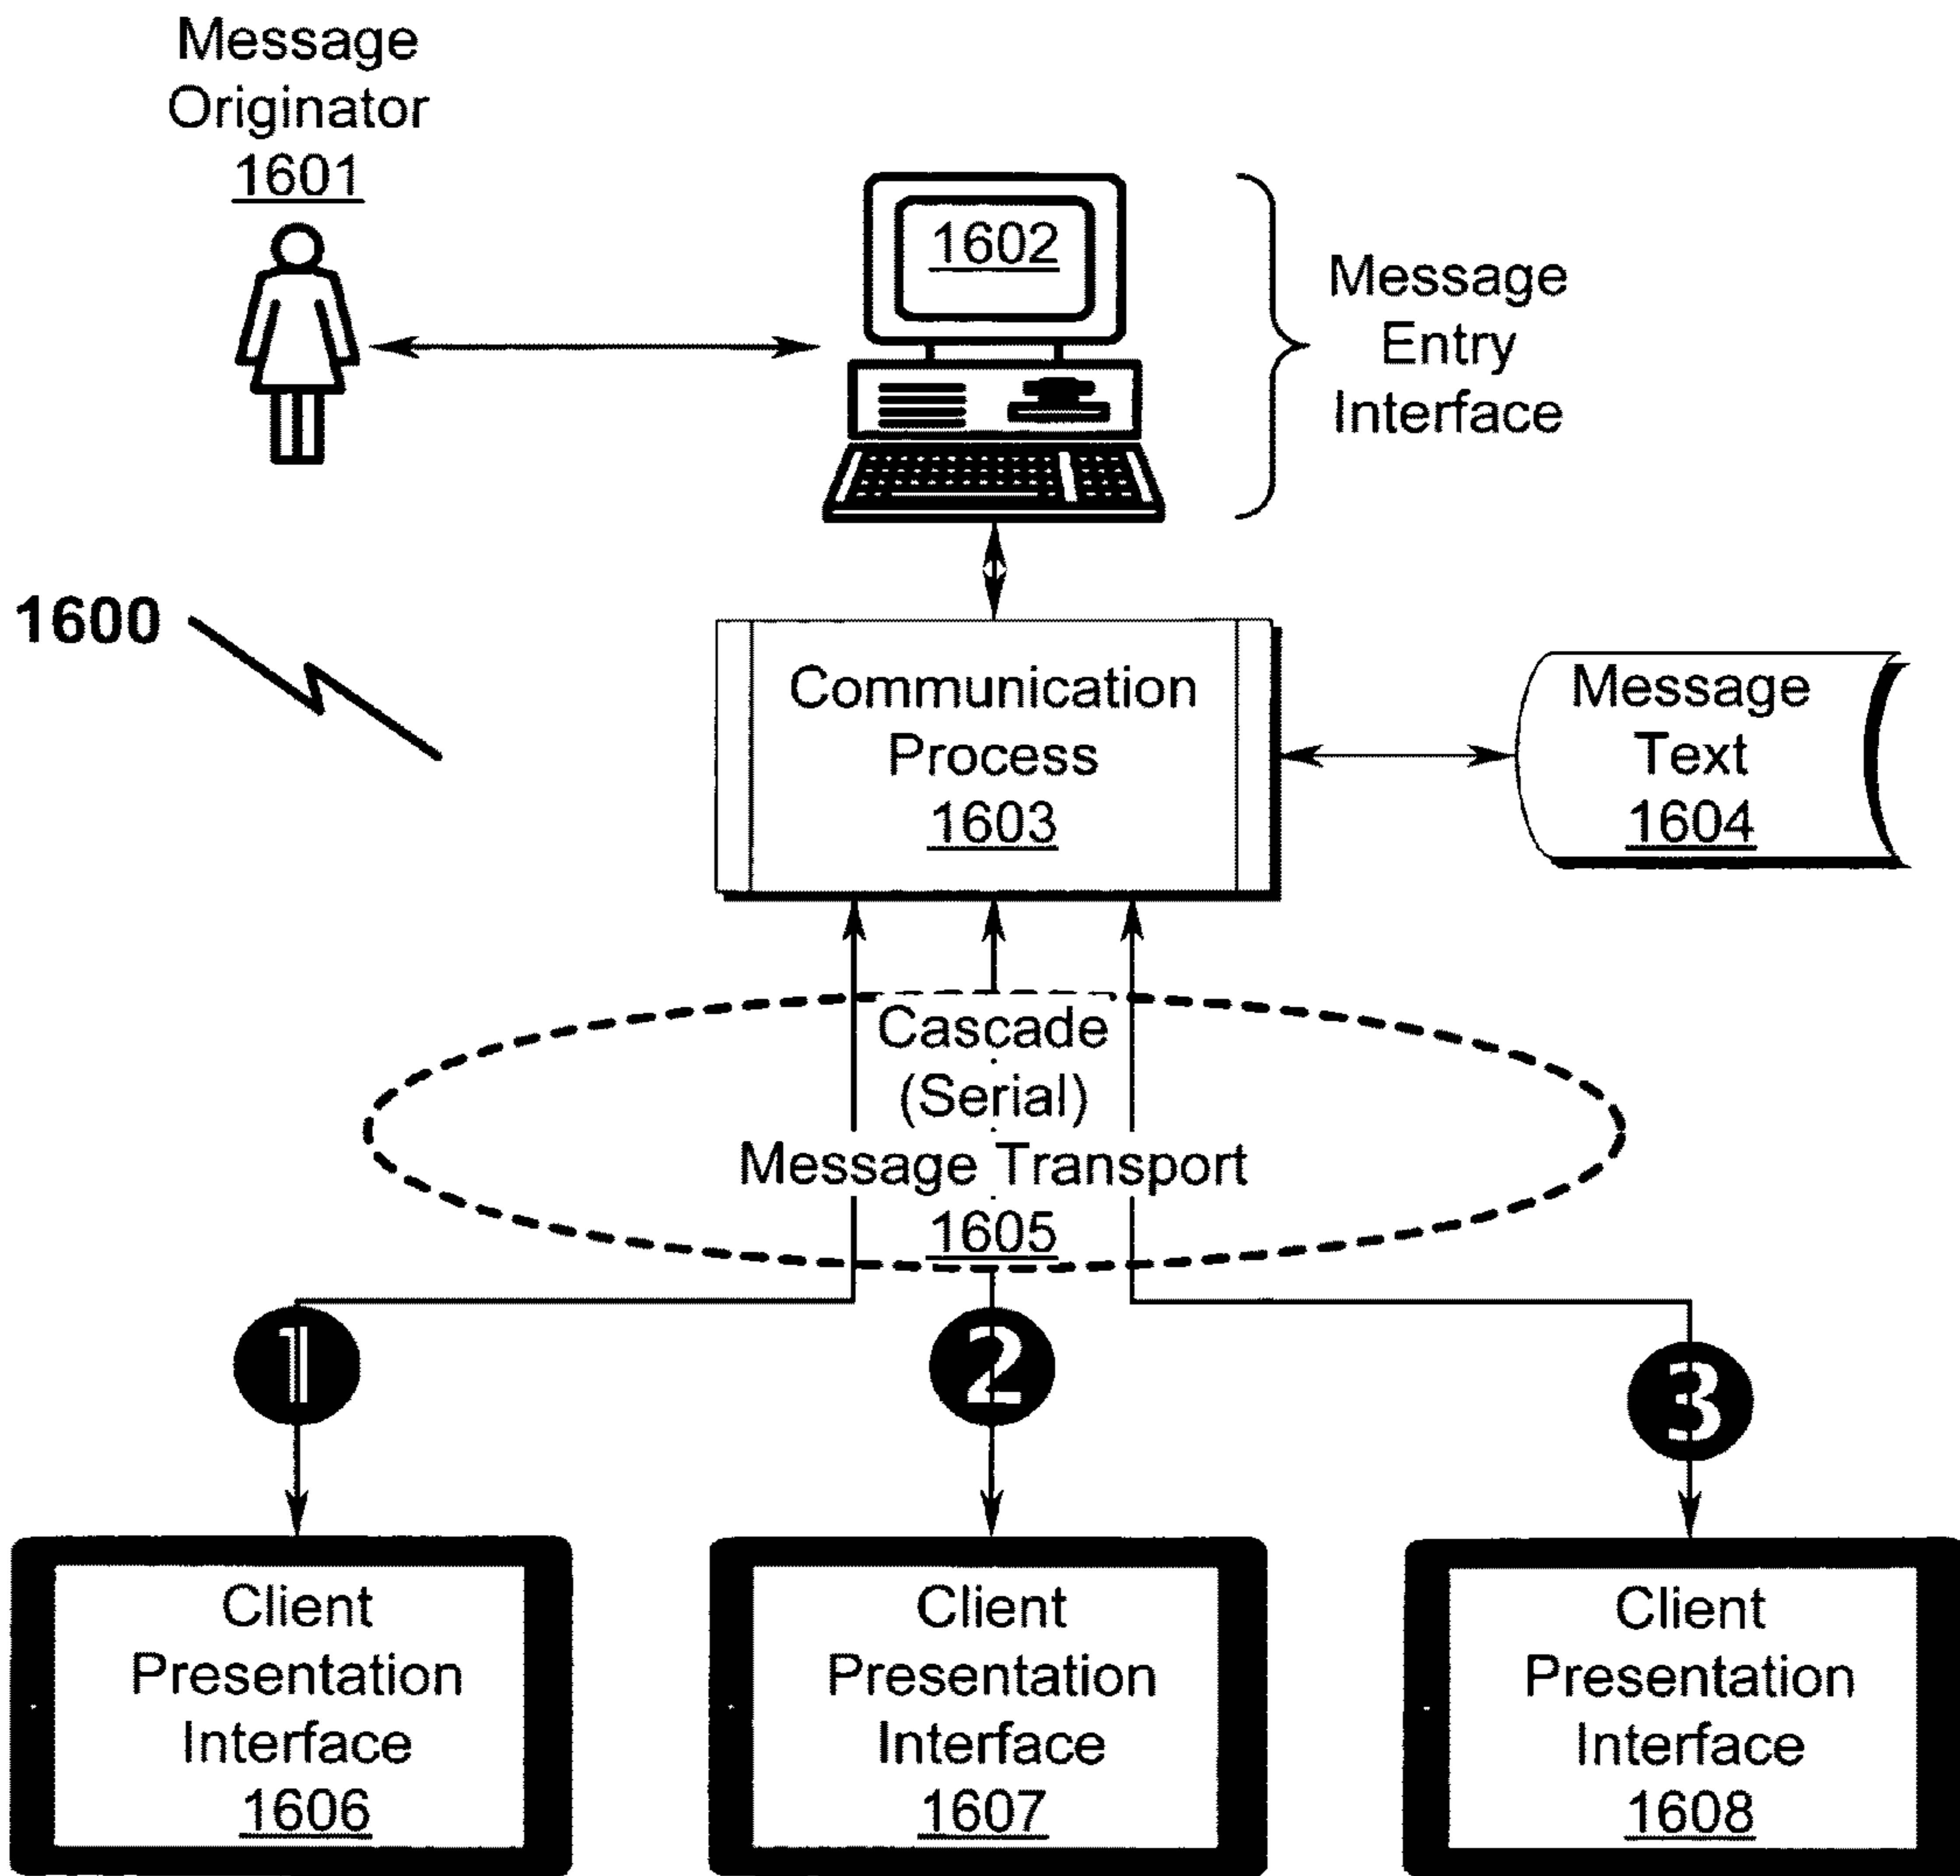 Message
Originator
1601
1602
Message
Entry
Interface
1600
Communication
Process
1603
Message
Text
1604
Cascade
(Serial)
Message Transport
1605
1
2
3
Client
Presentation
Interface
1606
Client
Presentation
Interface
1607
Client
Presentation
Interface
1608